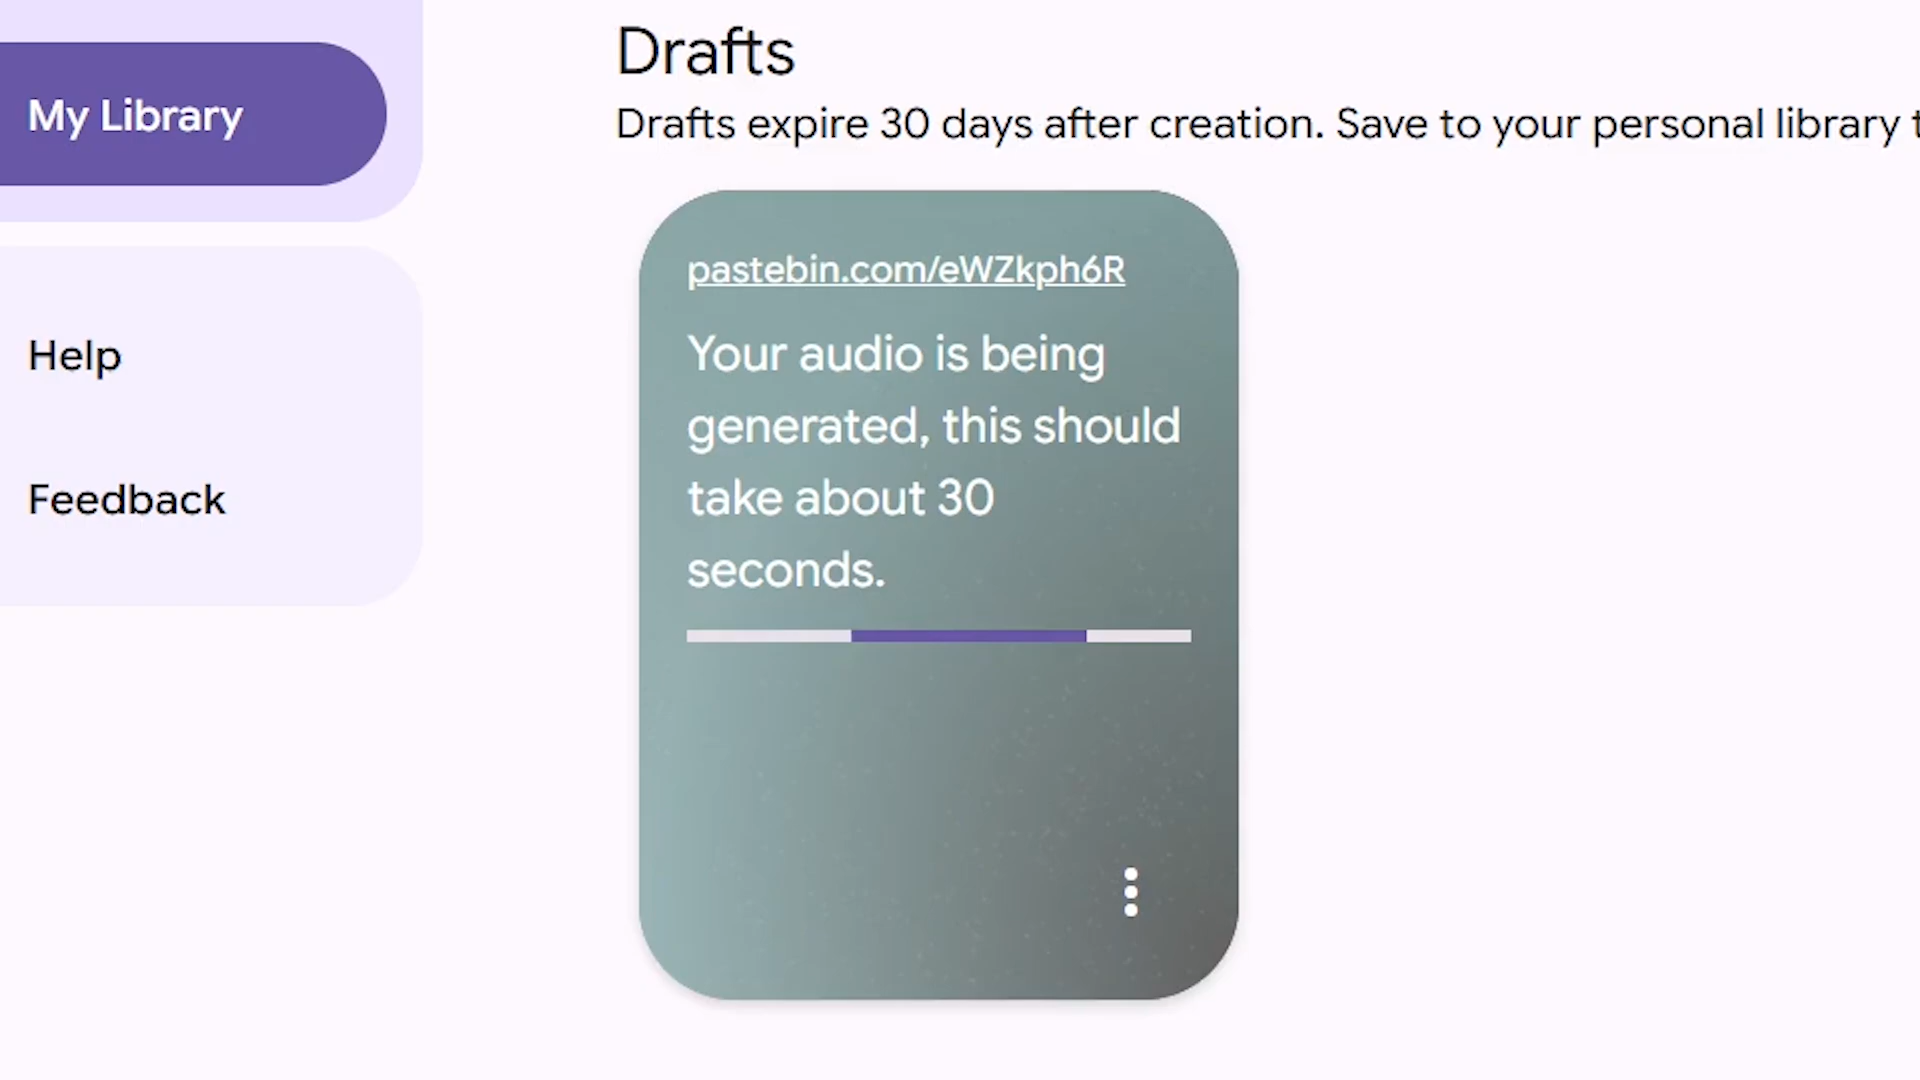 My Library
Help
Feedback
Drafts
Drafts expire 30 days after creation. Save to your personal library
pastebin.com/eWZkph6R
Your audio is being
generated, this should
take about 30
seconds.